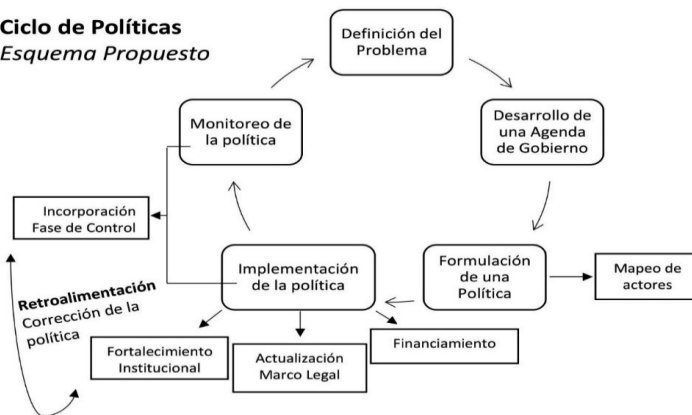 Ciclo de Políticas
Esquema Propuesto
Definición del
Problema
Desarrollo de
una Agenda
de Gobierno
Monitoreo de
la política
Incorporación
Fase de Control
Implementación
de la política
Formulación
de una
Política
Mapeo de
actores
Retroalimentación
Corrección de la
política
Fortalecimiento
Institucional
Actualización
Marco Legal
Financiamiento